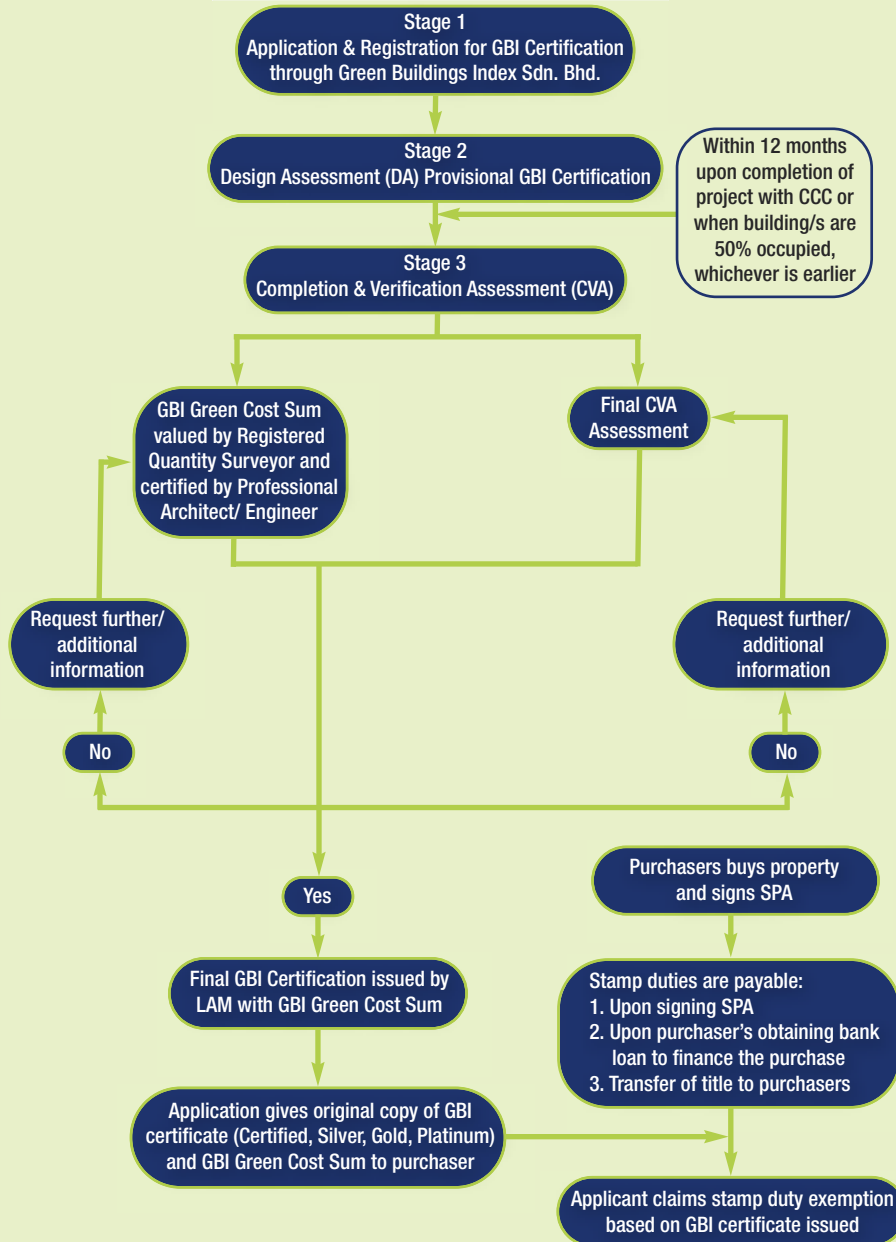 Stage 1
Application & Registration for GBI Certification
through Green Buildings Index Sdn. Bhd.
Stage 2
Design Assessment (DA) Provisional GBI Certification
Within 12 months
upon completion of
project with CCC or
when building/s are
50% occupied,
whichever is earlier
Stage 3
Completion & Verification Assessment (CVA)
GBI Green Cost Sum
valued by Registered
Quantity Surveyor and
certified by Professional
Architect/ Engineer
Final CVA
Assessment
Request further/
additional
information
Request further/
additional
information
No
No
Yes
Purchasers buys property
and signs SPA
Final GBI Certification issued by
LAM with GBI Green Cost Sum
Stamp duties are payable:
1. Upon signing SPA
2. Upon purchaser's obtaining bank
loan to finance the purchase
3. Transfer of title to purchasers
Application gives original copy of GBI
certificate (Certified, Silver, Gold, Platinum)
and GBI Green Cost Sum to purchaser
Applicant claims stamp duty exemption
based on GBI certificate issued